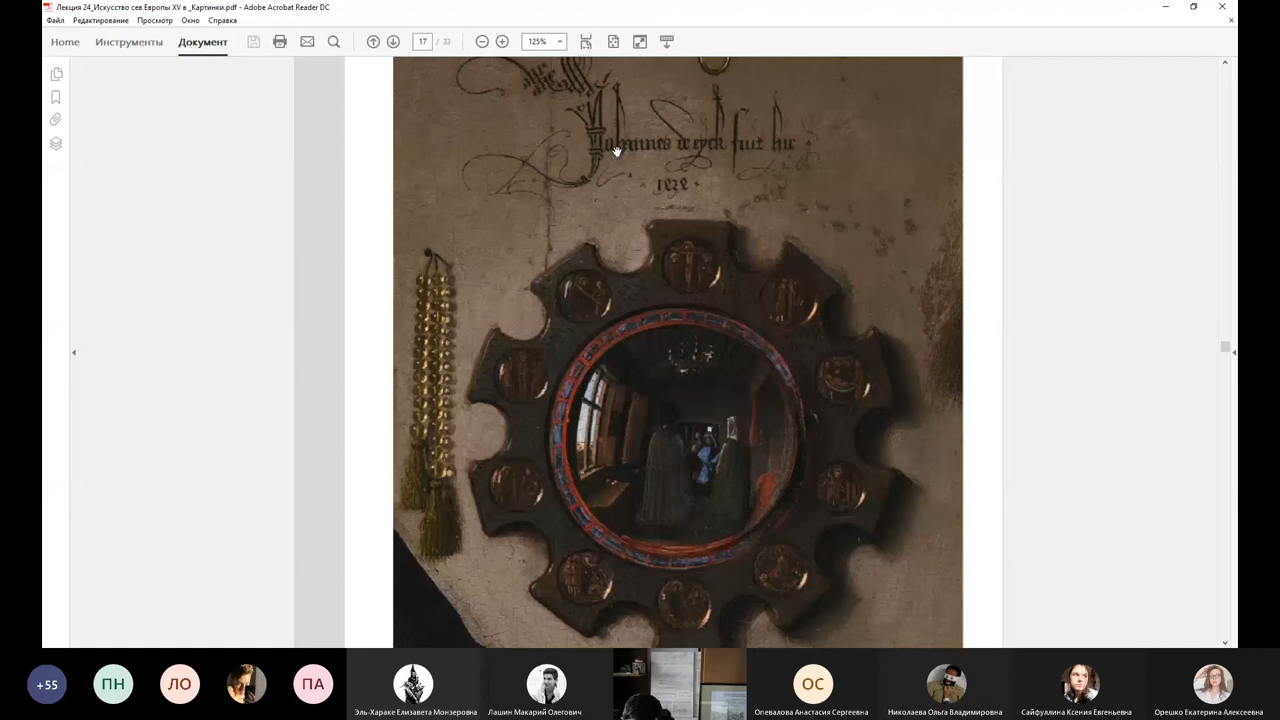 Лекция 24_Искусство сев Европы XV в _Картинки.pdf - Adobe Acrobat Reader DC
Файл Редактирование Просмотр Окно Справка
Home Инструменты Документ 17 / 33 125%
Johannes de eyck fuit hic
1434
+55 ПН ЛО ПА ОС
Эль-Хараке Елизавета Монзеровна Лашин Макарий Олегович Опевалова Анастасия Сергеевна Николаева Ольга Владимировна Сайфуллина Ксения Евгеньевна Орешко Екатерина Алексеевна